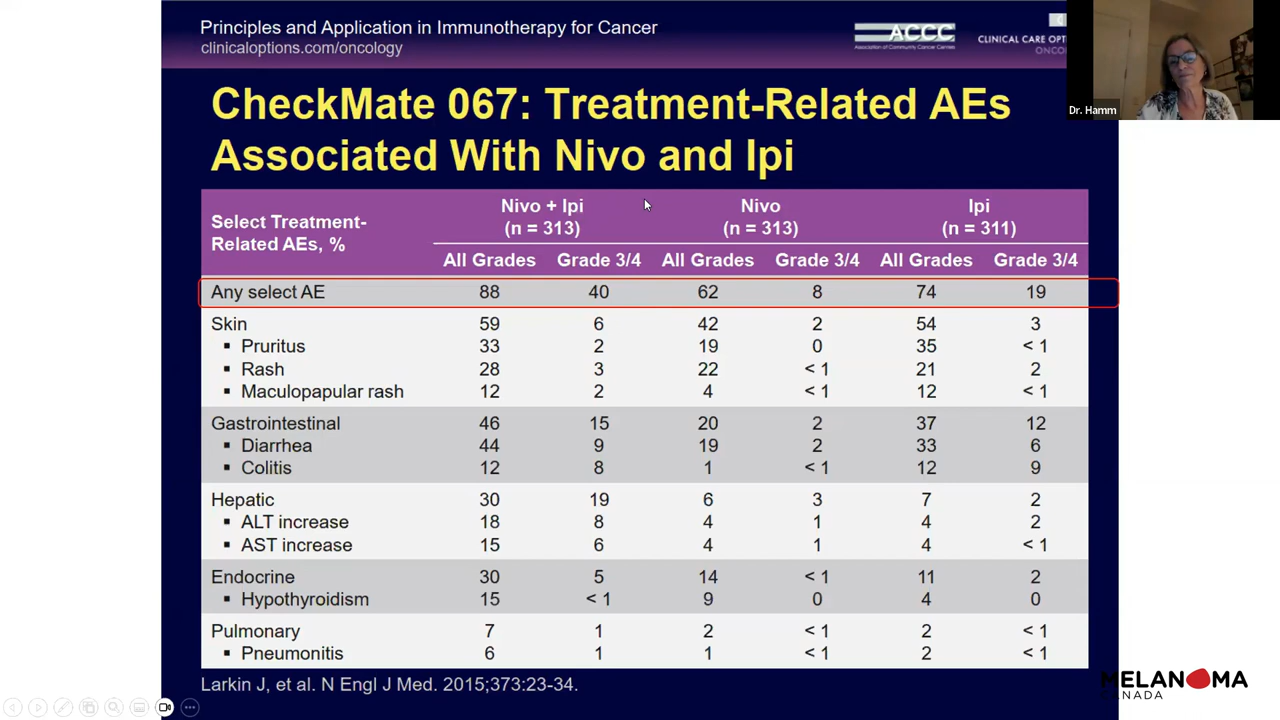 Principles and Application in Immunotherapy for Cancer
clinicaloptions.com/oncology
ACCC
Association of Community Cancer Centers
CLINICAL CARE OPT
ONCO
Dr. Hamm
CheckMate 067: Treatment-Related AEs
Associated With Nivo and Ipi
Select Treatment-
Related AEs, %
Nivo + Ipi
(n = 313)
Nivo
(n = 313)
Ipi
(n = 311)
All Grades Grade 3/4 All Grades Grade 3/4 All Grades Grade 3/4
Any select AE 88 40 62 8 74 19
Skin 59 6 42 2 54 3
▪ Pruritus 33 2 19 0 35 < 1
▪ Rash 28 3 22 < 1 21 2
▪ Maculopapular rash 12 2 4 < 1 12 < 1
Gastrointestinal 46 15 20 2 37 12
▪ Diarrhea 44 9 19 2 33 6
▪ Colitis 12 8 1 < 1 12 9
Hepatic 30 19 6 3 7 2
▪ ALT increase 18 8 4 1 4 2
▪ AST increase 15 6 4 1 4 < 1
Endocrine 30 5 14 < 1 11 2
▪ Hypothyroidism 15 < 1 9 0 4 0
Pulmonary 7 1 2 < 1 2 < 1
▪ Pneumonitis 6 1 1 < 1 2 < 1
Larkin J, et al. N Engl J Med. 2015;373:23-34.
MELANOMA
CANADA